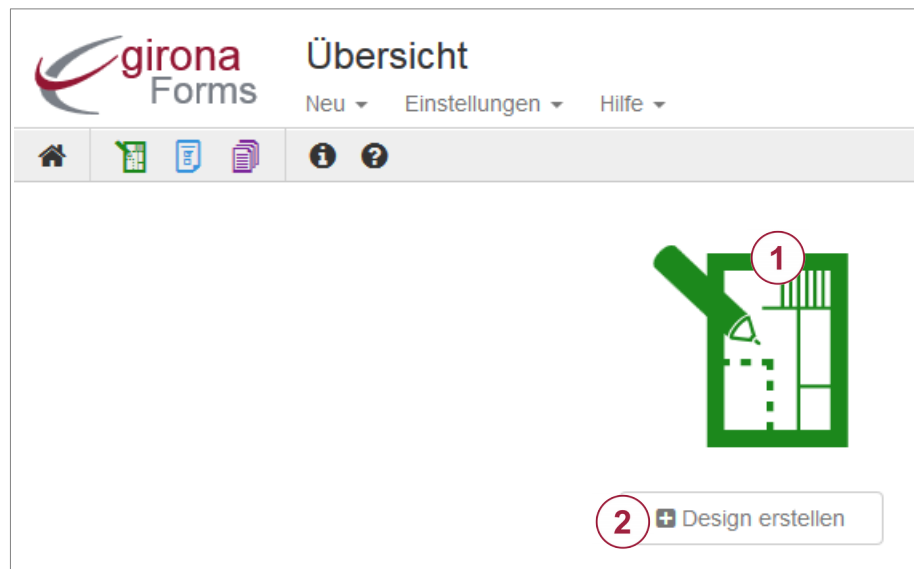 girona
Forms
Übersicht
Neu Einstellungen Hilfe
1
2 Design erstellen